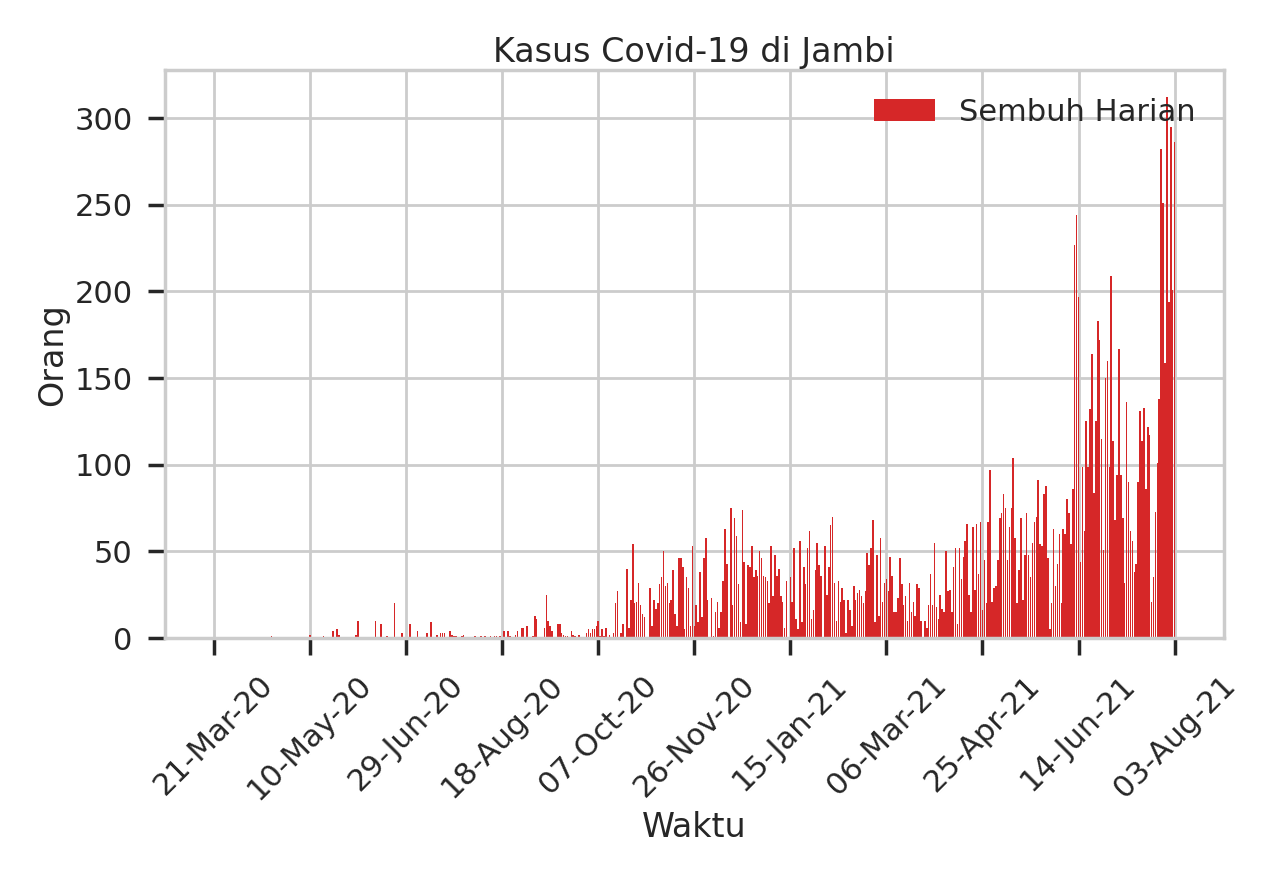 Kasus Covid-19 di Jambi
Sembuh Harian
Orang
300
250
200
150
100
50
0
21-Mar-20
10-May-20
29-Jun-20
18-Aug-20
07-Oct-20
26-Nov-20
15-Jan-21
06-Mar-21
25-Apr-21
14-Jun-21
03-Aug-21
Waktu